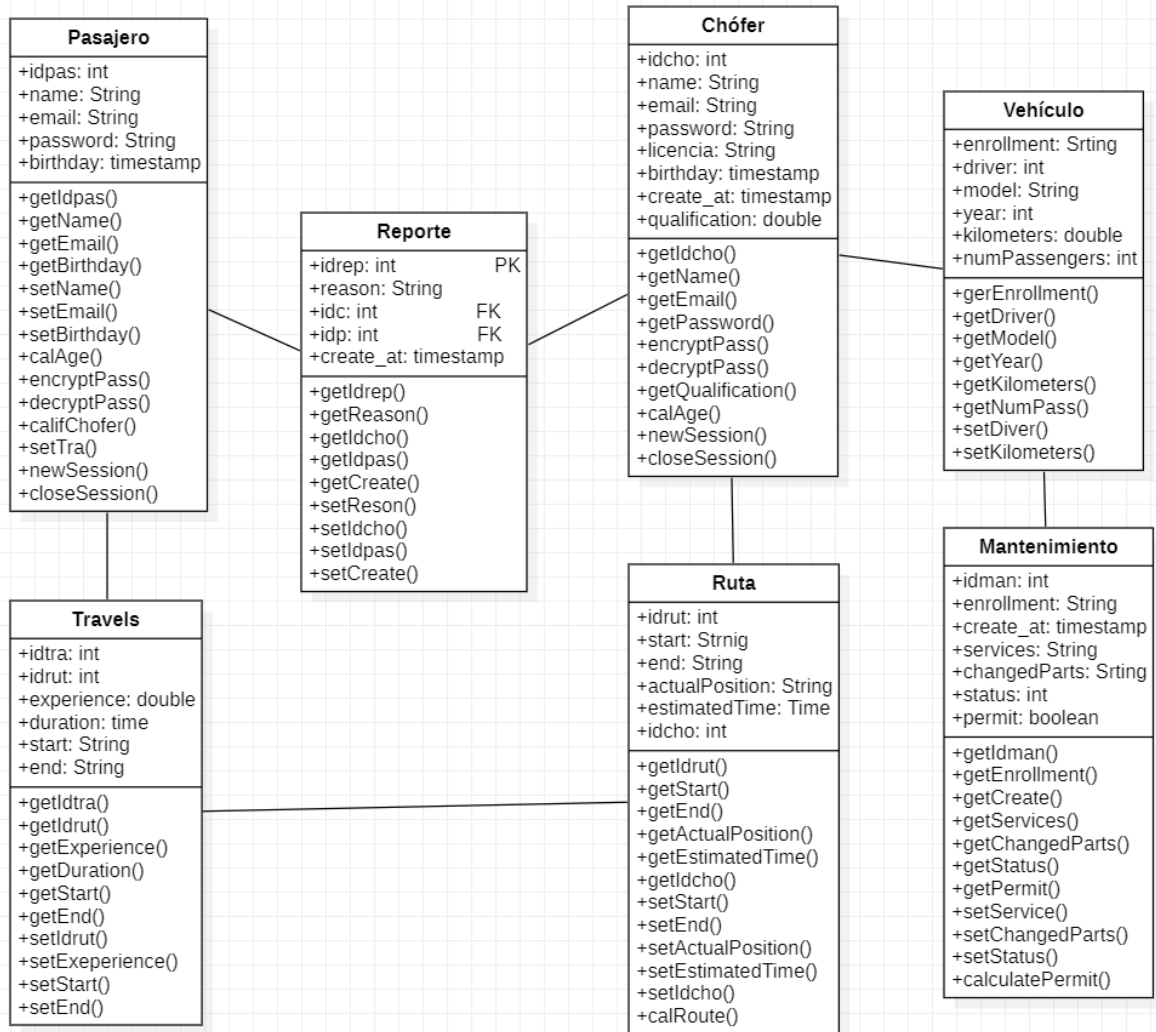 Pasajero
+idpas: int
+name: String
+email: String
+password: String
+birthday: timestamp
+getIdpas()
+getName()
+getEmail()
+getBirthday()
+setName()
+setEmail()
+setBirthday()
+calAge()
+encryptPass()
+decryptPass()
+califChofer()
+setTra()
+newSession()
+closeSession()
Reporte
+idrep: int PK
+reason: String
+idc: int FK
+idp: int FK
+create_at: timestamp
+getIdrep()
+getReason()
+getIdcho()
+getIdpas()
+getCreate()
+setReson()
+setIdcho()
+setIdpas()
+setCreate()
Chófer
+idcho: int
+name: String
+email: String
+password: String
+licencia: String
+birthday: timestamp
+create_at: timestamp
+qualification: double
+getIdcho()
+getName()
+getEmail()
+getPassword()
+encryptPass()
+decryptPass()
+getQualification()
+calAge()
+newSession()
+closeSession()
Vehículo
+enrollment: Srting
+driver: int
+model: String
+year: int
+kilometers: double
+numPassengers: int
+gerEnrollment()
+getDriver()
+getModel()
+getYear()
+getKilometers()
+getNumPass()
+setDiver()
+setKilometers()
Travels
+idtra: int
+idrut: int
+experience: double
+duration: time
+start: String
+end: String
+getIdtra()
+getIdrut()
+getExperience()
+getDuration()
+getStart()
+getEnd()
+setIdrut()
+setExeperience()
+setStart()
+setEnd()
Ruta
+idrut: int
+start: Strnig
+end: String
+actualPosition: String
+estimatedTime: Time
+idcho: int
+getIdrut()
+getStart()
+getEnd()
+getActualPosition()
+getEstimatedTime()
+getIdcho()
+setStart()
+setEnd()
+setActualPosition()
+setEstimatedTime()
+setIdcho()
+calRoute()
Mantenimiento
+idman: int
+enrollment: String
+create_at: timestamp
+services: String
+changedParts: Srting
+status: int
+permit: boolean
+getIdman()
+getEnrollment()
+getCreate()
+getServices()
+getChangedParts()
+getStatus()
+getPermit()
+setService()
+setChangedParts()
+setStatus()
+calculatePermit()